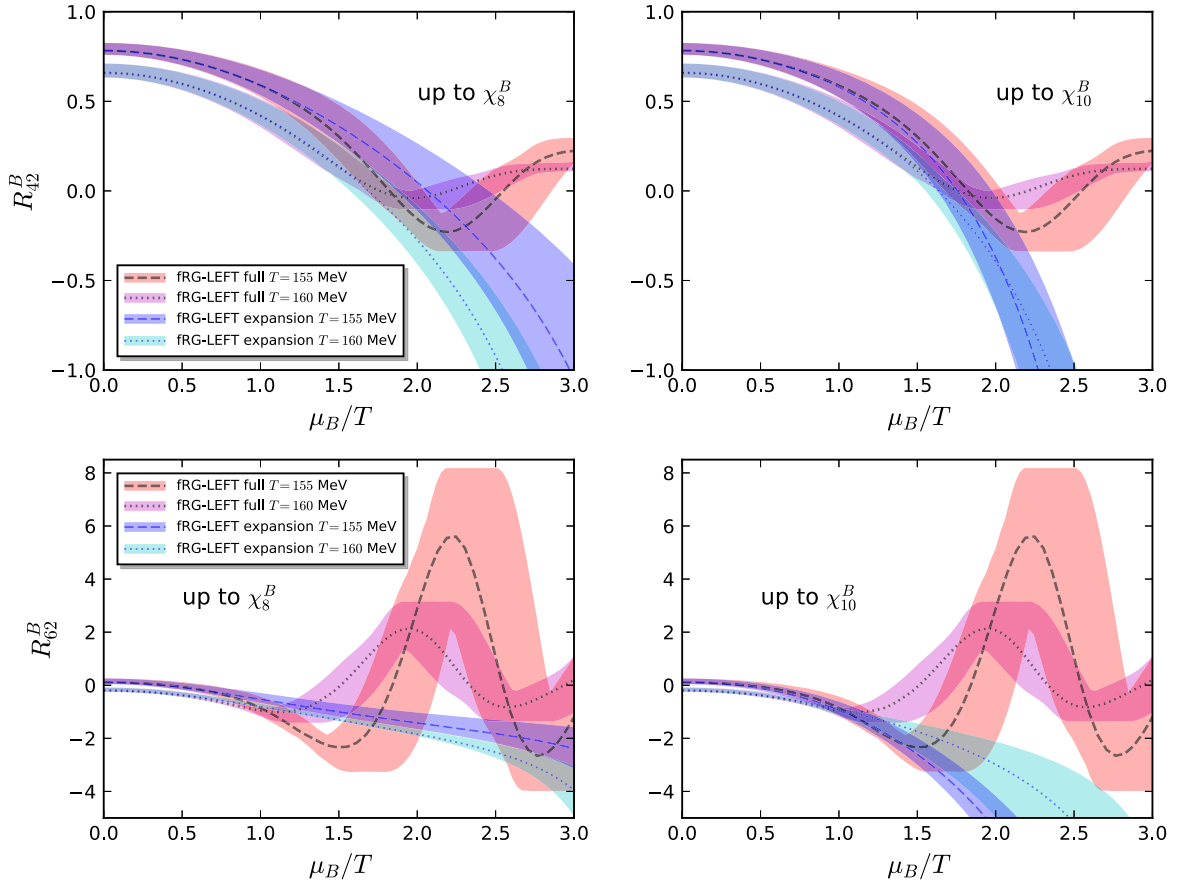 1.0
0.5
0.0
−0.5
−1.0
R^B_42
up to χ^B_8
fRG-LEFT full T = 155 MeV
fRG-LEFT full T = 160 MeV
fRG-LEFT expansion T = 155 MeV
fRG-LEFT expansion T = 160 MeV
0.0 0.5 1.0 1.5 2.0 2.5 3.0
μ_B/T
1.0
0.5
0.0
−0.5
−1.0
up to χ^B_10
0.0 0.5 1.0 1.5 2.0 2.5 3.0
μ_B/T
8
6
4
2
0
−2
−4
R^B_62
fRG-LEFT full T = 155 MeV
fRG-LEFT full T = 160 MeV
fRG-LEFT expansion T = 155 MeV
fRG-LEFT expansion T = 160 MeV
up to χ^B_8
0.0 0.5 1.0 1.5 2.0 2.5 3.0
μ_B/T
8
6
4
2
0
−2
−4
up to χ^B_10
0.0 0.5 1.0 1.5 2.0 2.5 3.0
μ_B/T